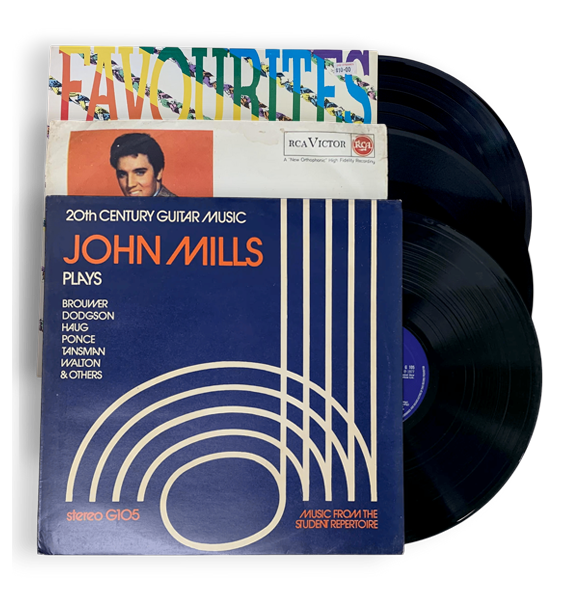 FAVOURITES
RCA VICTOR
RCA
A "New Orthophonic" High Fidelity Recording
20th CENTURY GUITAR MUSIC
JOHN MILLS
PLAYS
BROUWER
DODGSON
HAUG
PONCE
TANSMAN
WALTON
& OTHERS
stereo G105
MUSIC FROM THE
STUDENT REPERTOIRE